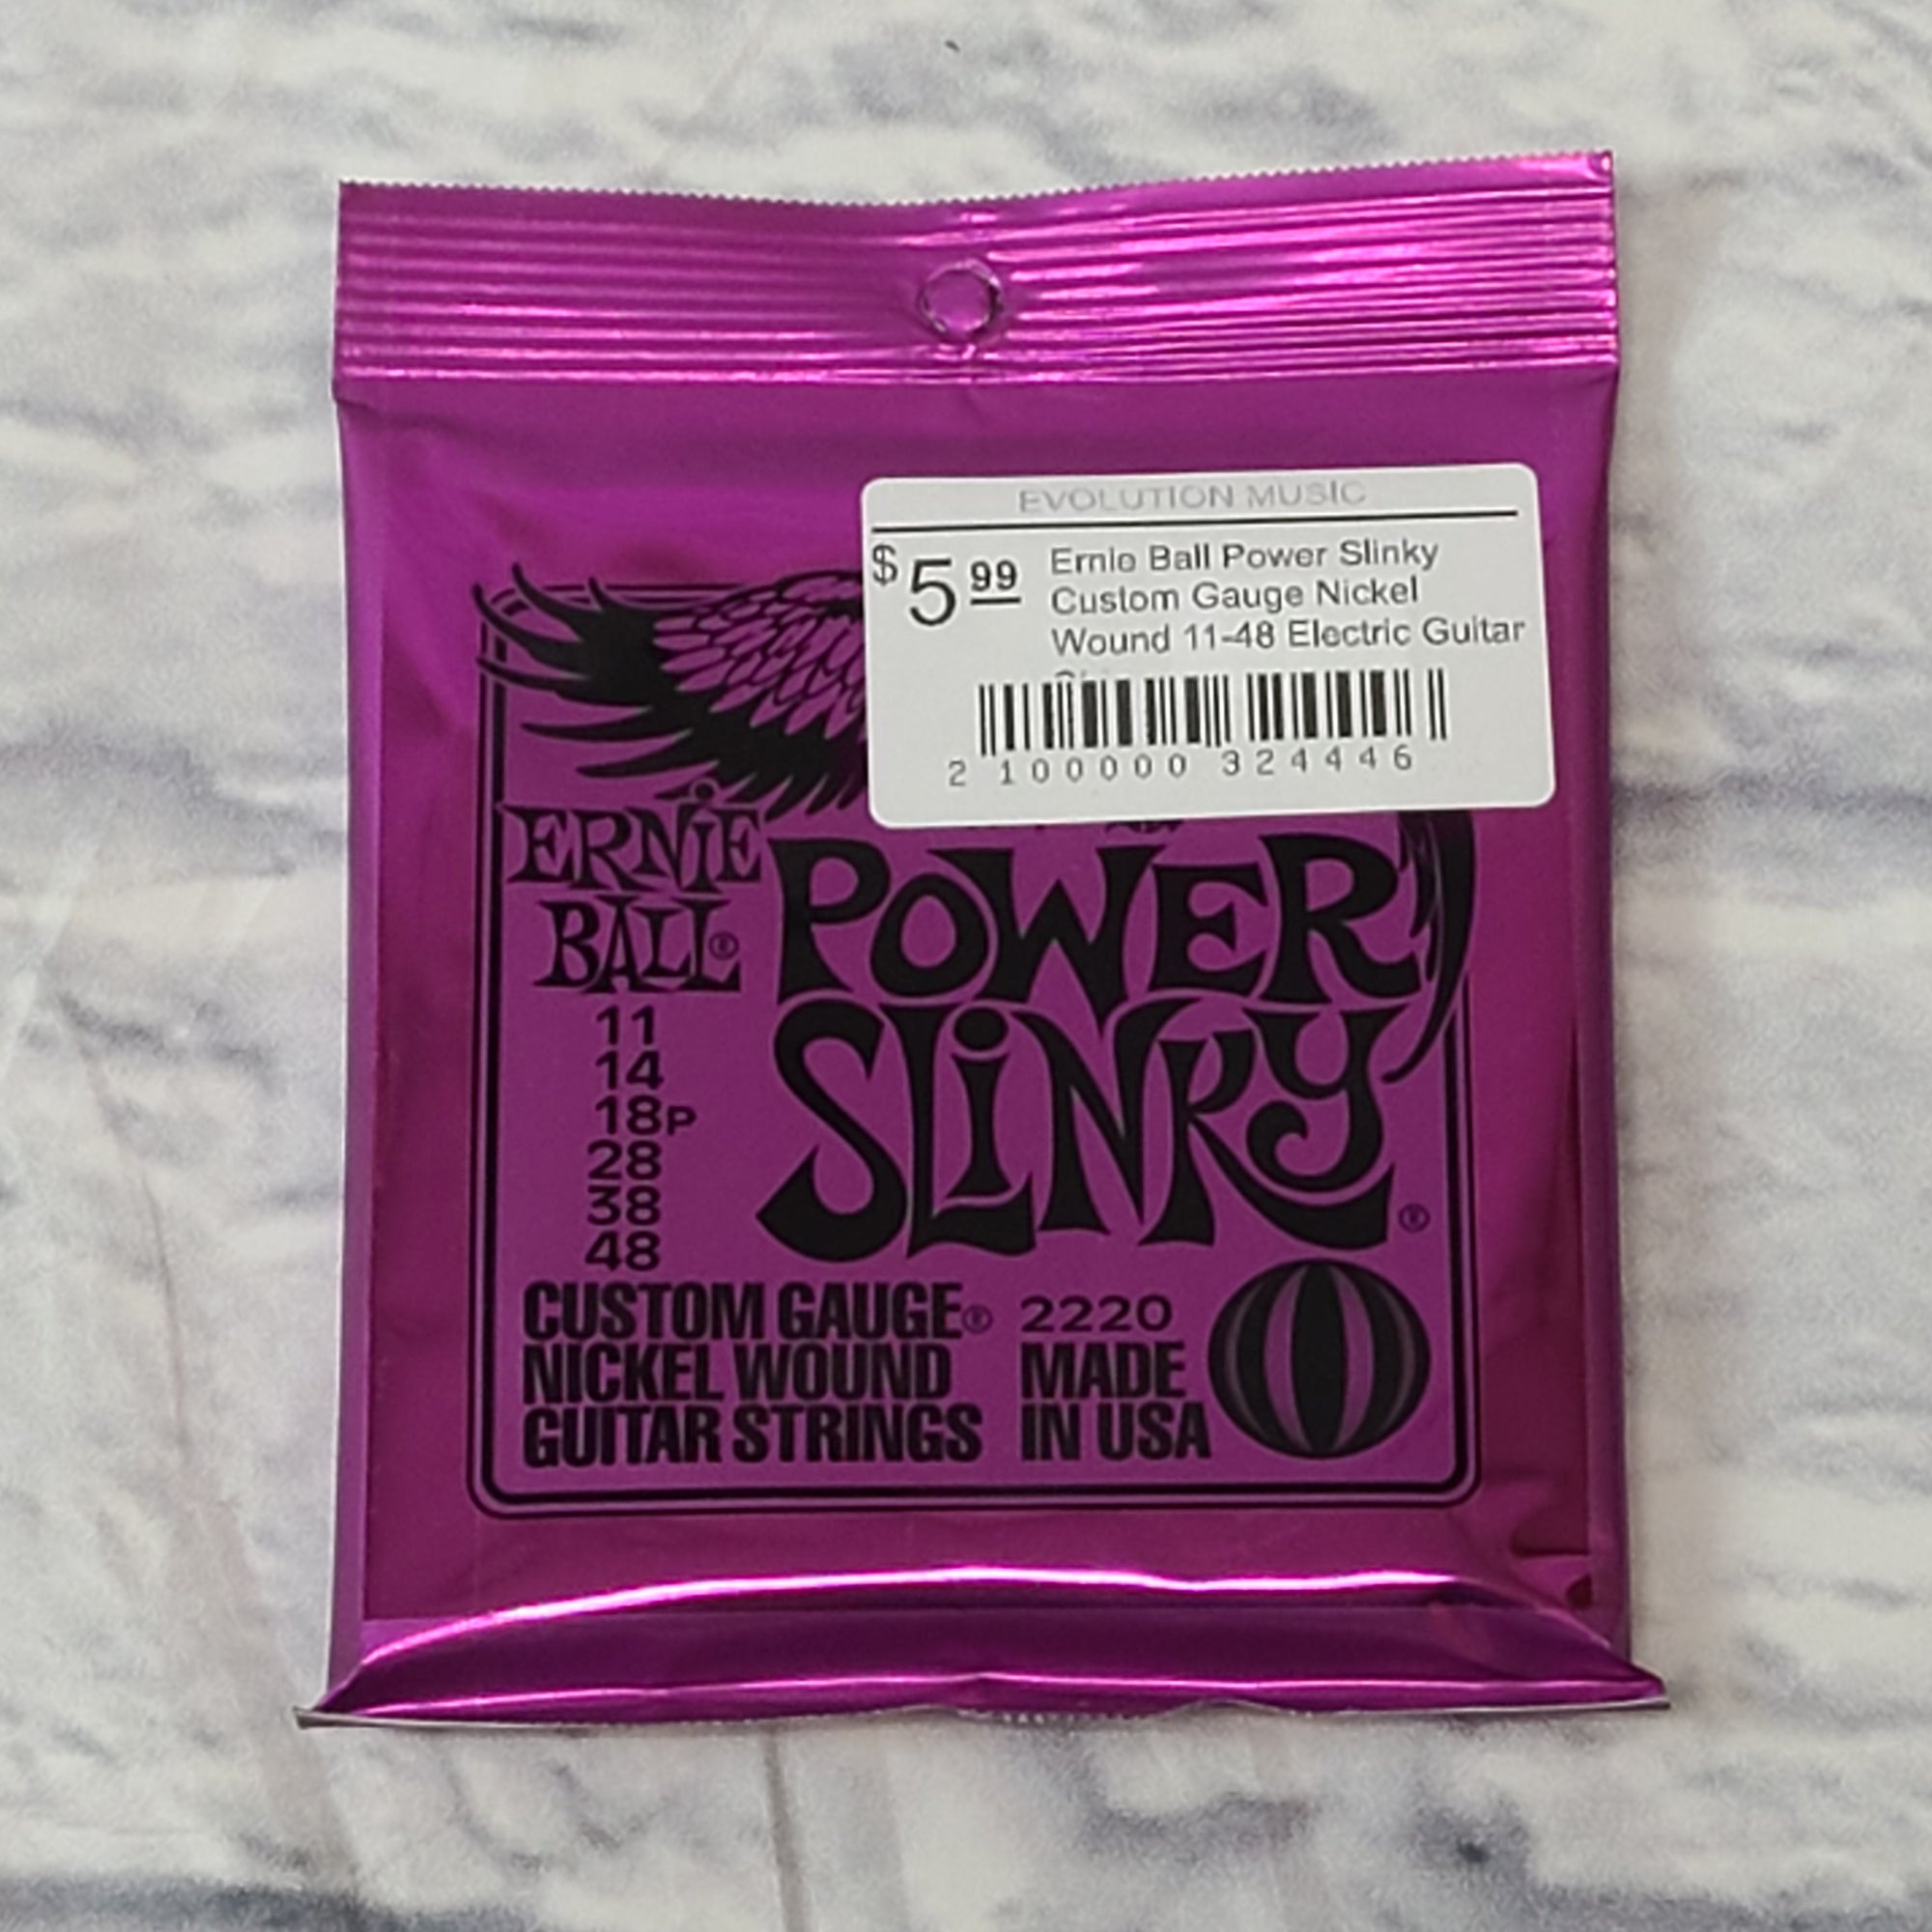 EVOLUTION MUSIC
$5.99 Ernie Ball Power Slinky
Custom Gauge Nickel
Wound 11-48 Electric Guitar
2 100000 324446
ERNiE
BALL®
POWER
SLiNKY®
11
14
18P
28
38
48
CUSTOM GAUGE®
NICKEL WOUND
GUITAR STRINGS
2220
MADE
IN USA